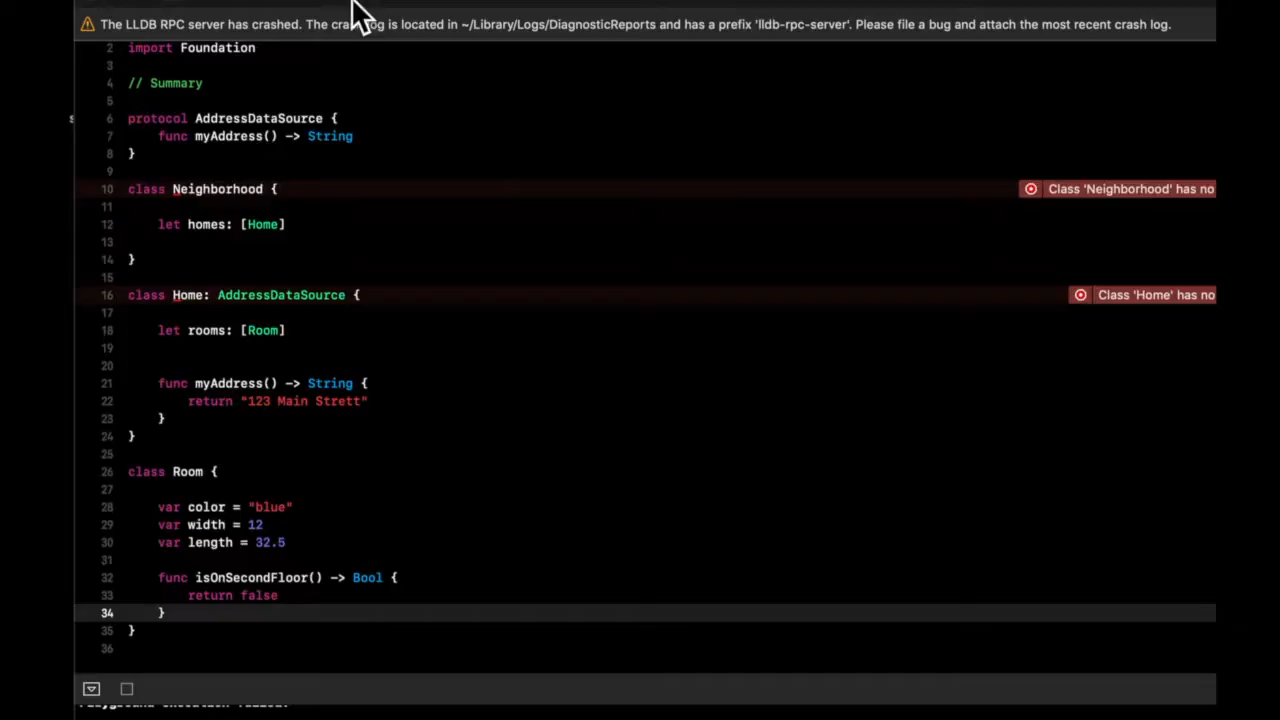 The LLDB RPC server has crashed. The crash log is located in ~/Library/Logs/DiagnosticReports and has a prefix 'lldb-rpc-server'. Please file a bug and attach the most recent crash log.
2 import Foundation
3
4 // Summary
5
6 protocol AddressDataSource {
7 func myAddress() -> String
8 }
9
10 class Neighborhood {
Class 'Neighborhood' has no
11
12 let homes: [Home]
13
14 }
15
16 class Home: AddressDataSource {
Class 'Home' has no
17
18 let rooms: [Room]
19
20
21 func myAddress() -> String {
22 return "123 Main Strett"
23 }
24 }
25
26 class Room {
27
28 var color = "blue"
29 var width = 12
30 var length = 32.5
31
32 func isOnSecondFloor() -> Bool {
33 return false
34 }
35 }
36